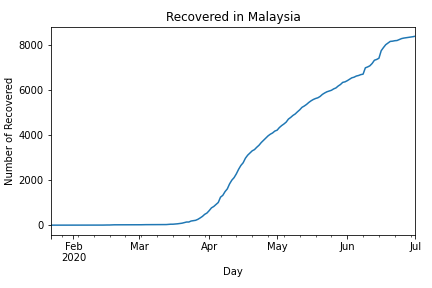 Recovered in Malaysia
Number of Recovered
8000
6000
4000
2000
0
Feb
2020
Mar
Apr
May
Jun
Jul
Day